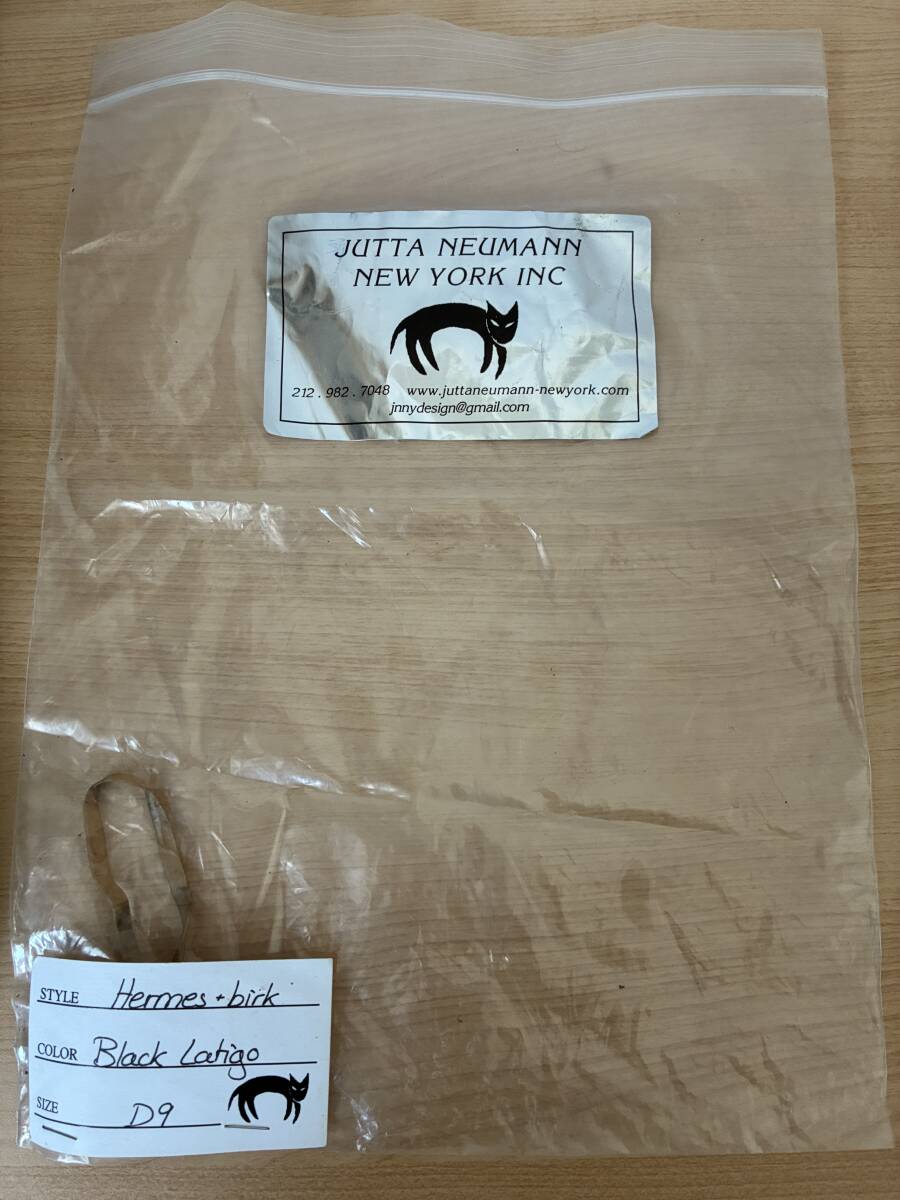 JUTTA NEUMANN
NEW YORK INC
212 . 982 . 7048 www.juttaneumann-newyork.com
jnnydesign@gmail.com
STYLE Hermes + birk
COLOR Black Latigo
SIZE D9